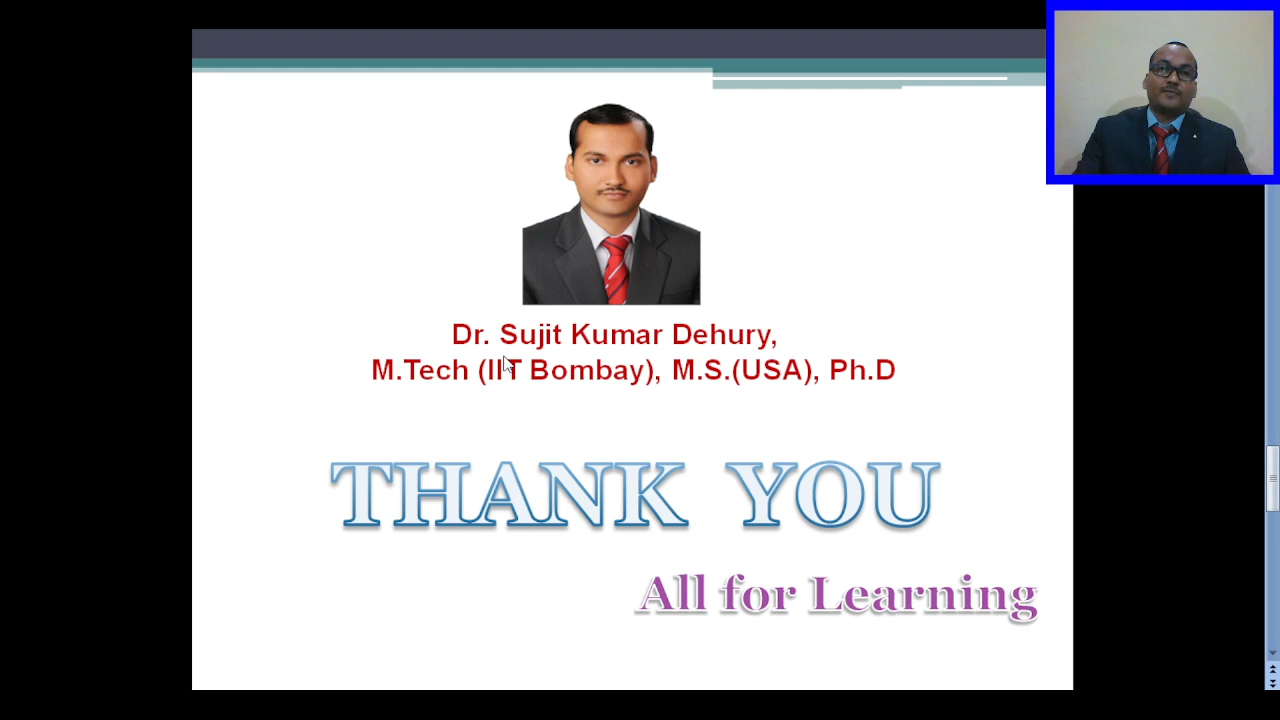 Dr. Sujit Kumar Dehury,
M.Tech (IIT Bombay), M.S.(USA), Ph.D
THANK YOU
All for Learning